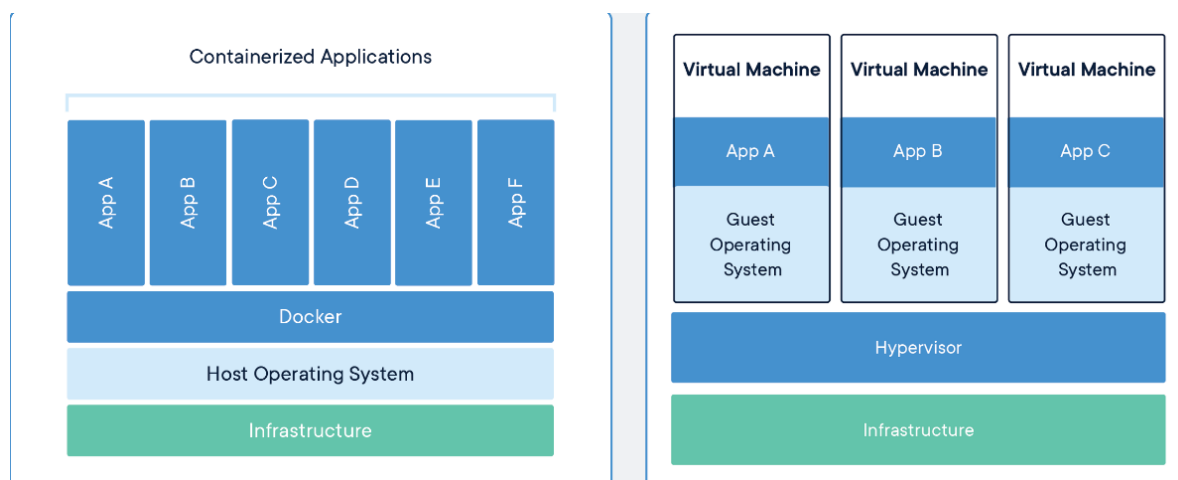 Containerized Applications
App A
App B
App C
App D
App E
App F
Docker
Host Operating System
Infrastructure
Virtual Machine
App A
Guest
Operating
System
Virtual Machine
App B
Guest
Operating
System
Virtual Machine
App C
Guest
Operating
System
Hypervisor
Infrastructure